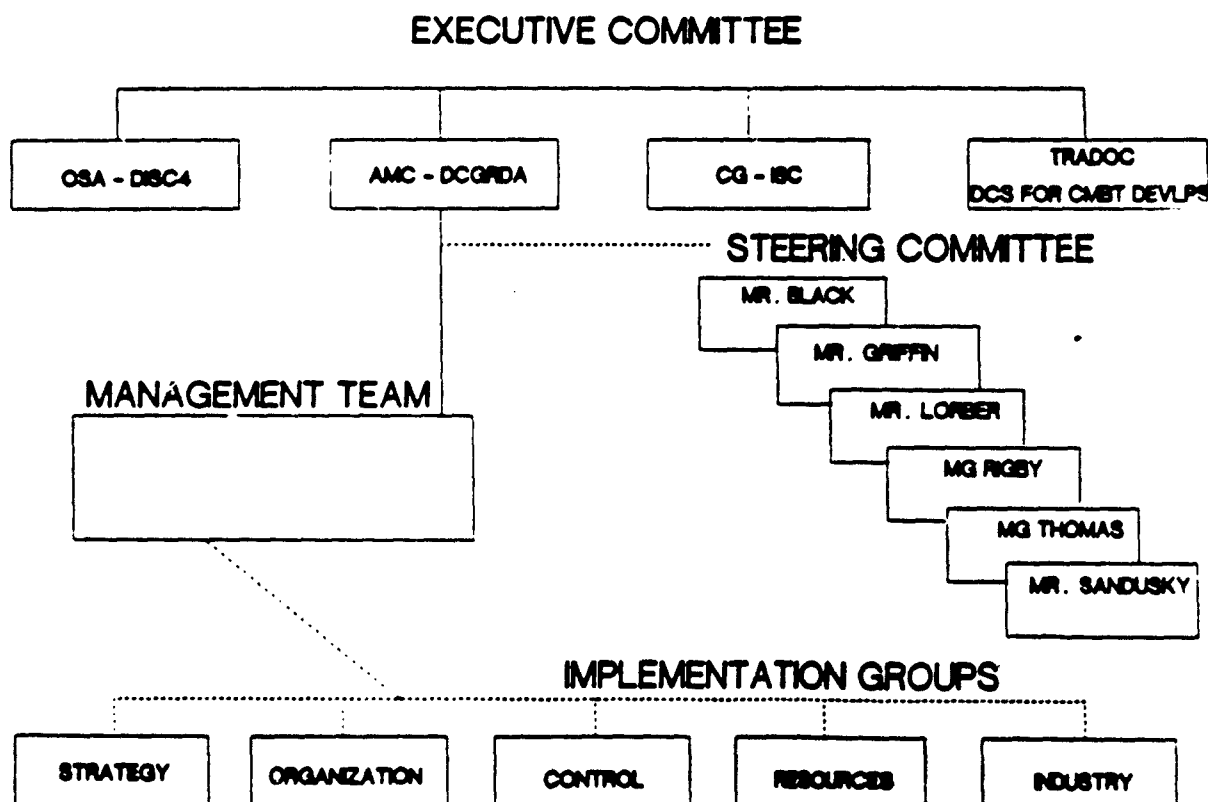 EXECUTIVE COMMITTEE
OSA - DISC4
AMC - DCGRDA
CG - ISC
TRADOC
DCS FOR CMBT DEVLPS
STEERING COMMITTEE
MR. BLACK
MR. GRIFFIN
MR. LORBER
MG RIGBY
MG THOMAS
MR. SANDUSKY
MANAGEMENT TEAM
IMPLEMENTATION GROUPS
STRATEGY
ORGANIZATION
CONTROL
RESOURCES
INDUSTRY